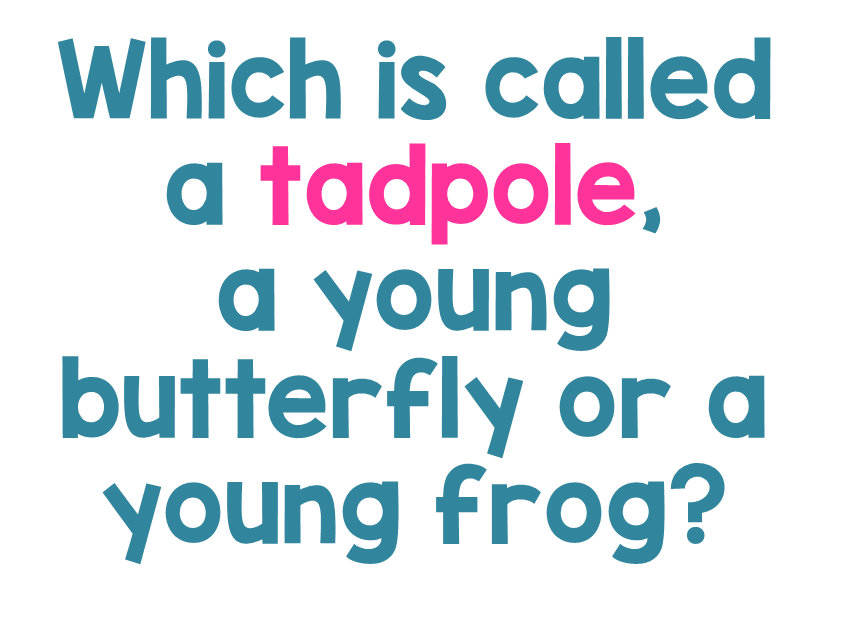 Which is called
a tadpole,
a young
butterfly or a
young frog?